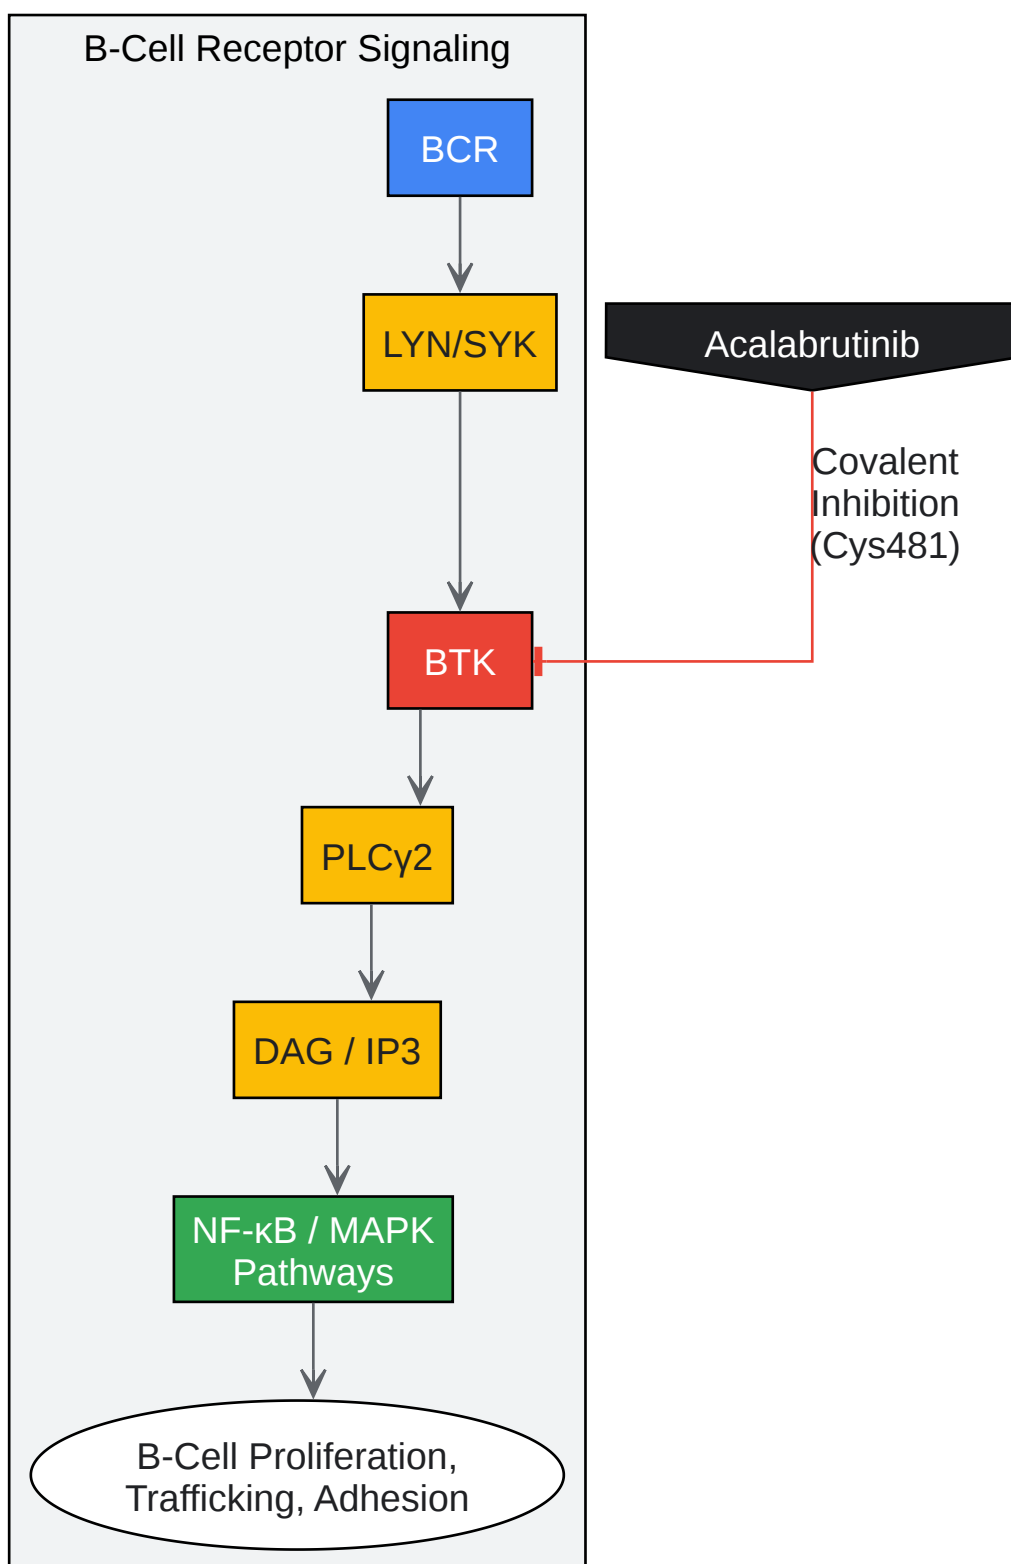 B-Cell Receptor Signaling
BCR
LYN/SYK
Acalabrutinib
Covalent
Inhibition
(Cys481)
BTK
PLCγ2
DAG / IP3
NF-κB / MAPK
Pathways
B-Cell Proliferation,
Trafficking, Adhesion